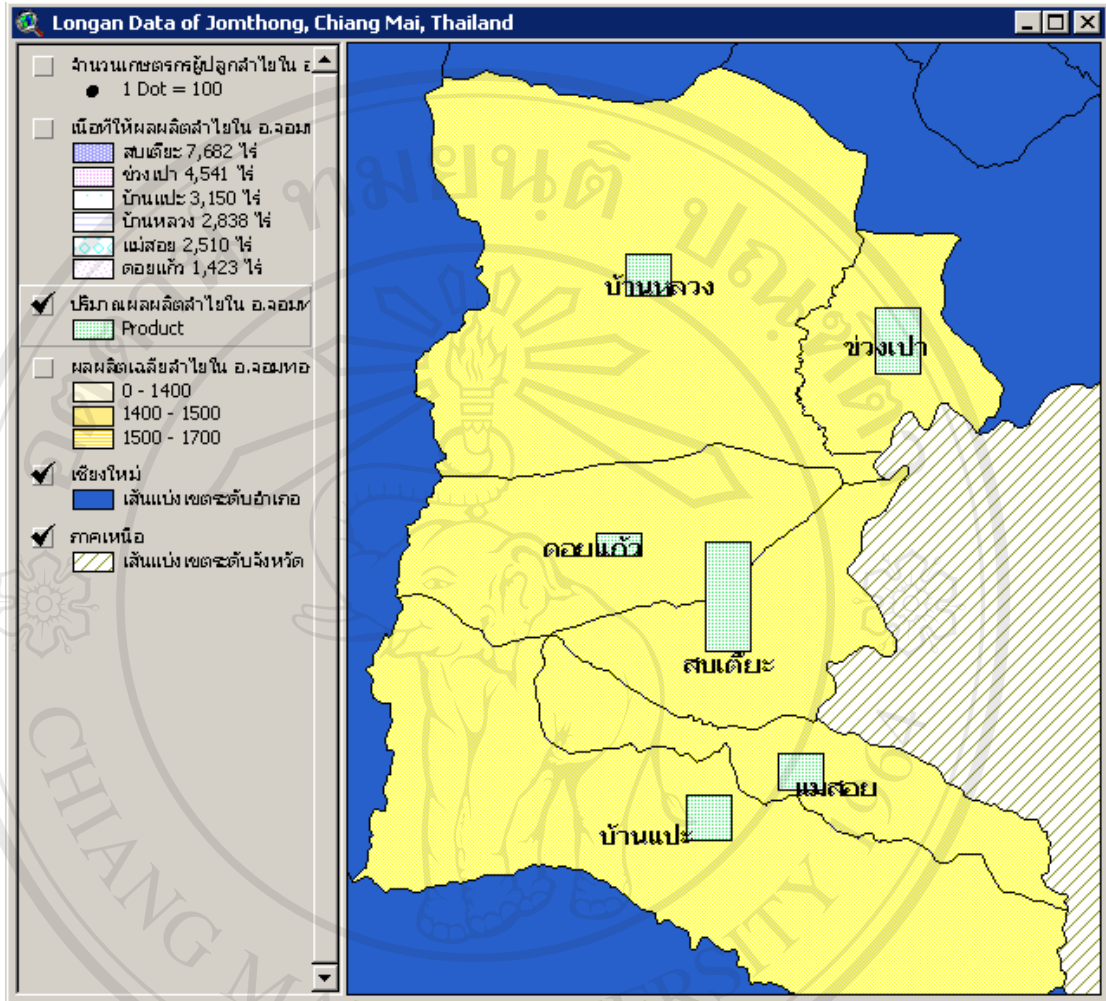 Longan Data of Jomthong, Chiang Mai, Thailand
จำนวนเกษตรกรผู้ปลูกลำไยใน อ
1 Dot = 100
เนื้อที่ให้ผลผลิตลำไยใน อ.จอมท
สบเตี๊ยะ 7,682 ไร่
ข่วงเปา 4,541 ไร่
บ้านแปะ 3,150 ไร่
บ้านหลวง 2,838 ไร่
แม่สอย 2,510 ไร่
ดอยแก้ว 1,423 ไร่
ปริมาณผลผลิตลำไยใน อ.จอมท
Product
ผลผลิตเฉลี่ยลำไยใน อ.จอมทอ
0 - 1400
1400 - 1500
1500 - 1700
เชียงใหม่
เส้นแบ่งเขตระดับอำเภอ
ภาคเหนือ
เส้นแบ่งเขตระดับจังหวัด
บ้านหลวง
ข่วงเปา
ดอยแก้ว
สบเตี๊ยะ
แม่สอย
บ้านแปะ
CHIANG MAI UNIVERSITY 1964